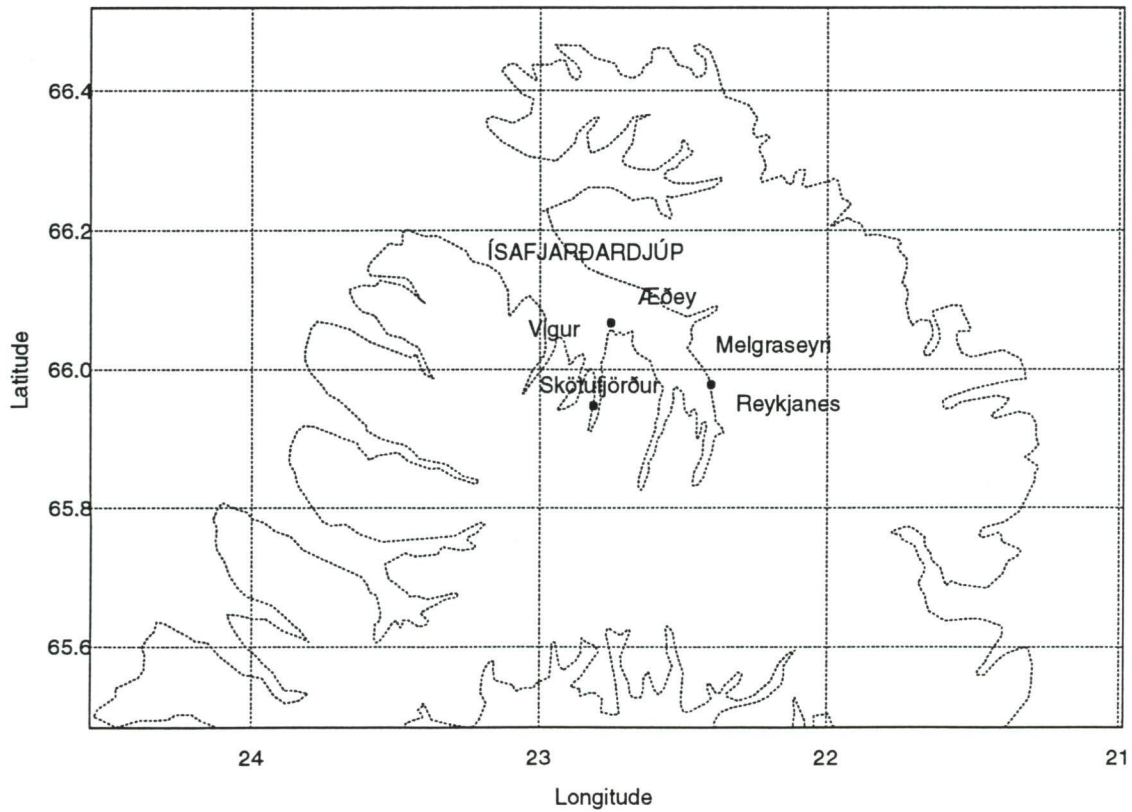 66.4
66.2
ÍSAFJARÐARDJÚP
Æðey
Vigur
Melgraseyri
66.0
Skötufjörður
Reykjanes
Latitude
65.8
65.6
24
23
22
21
Longitude